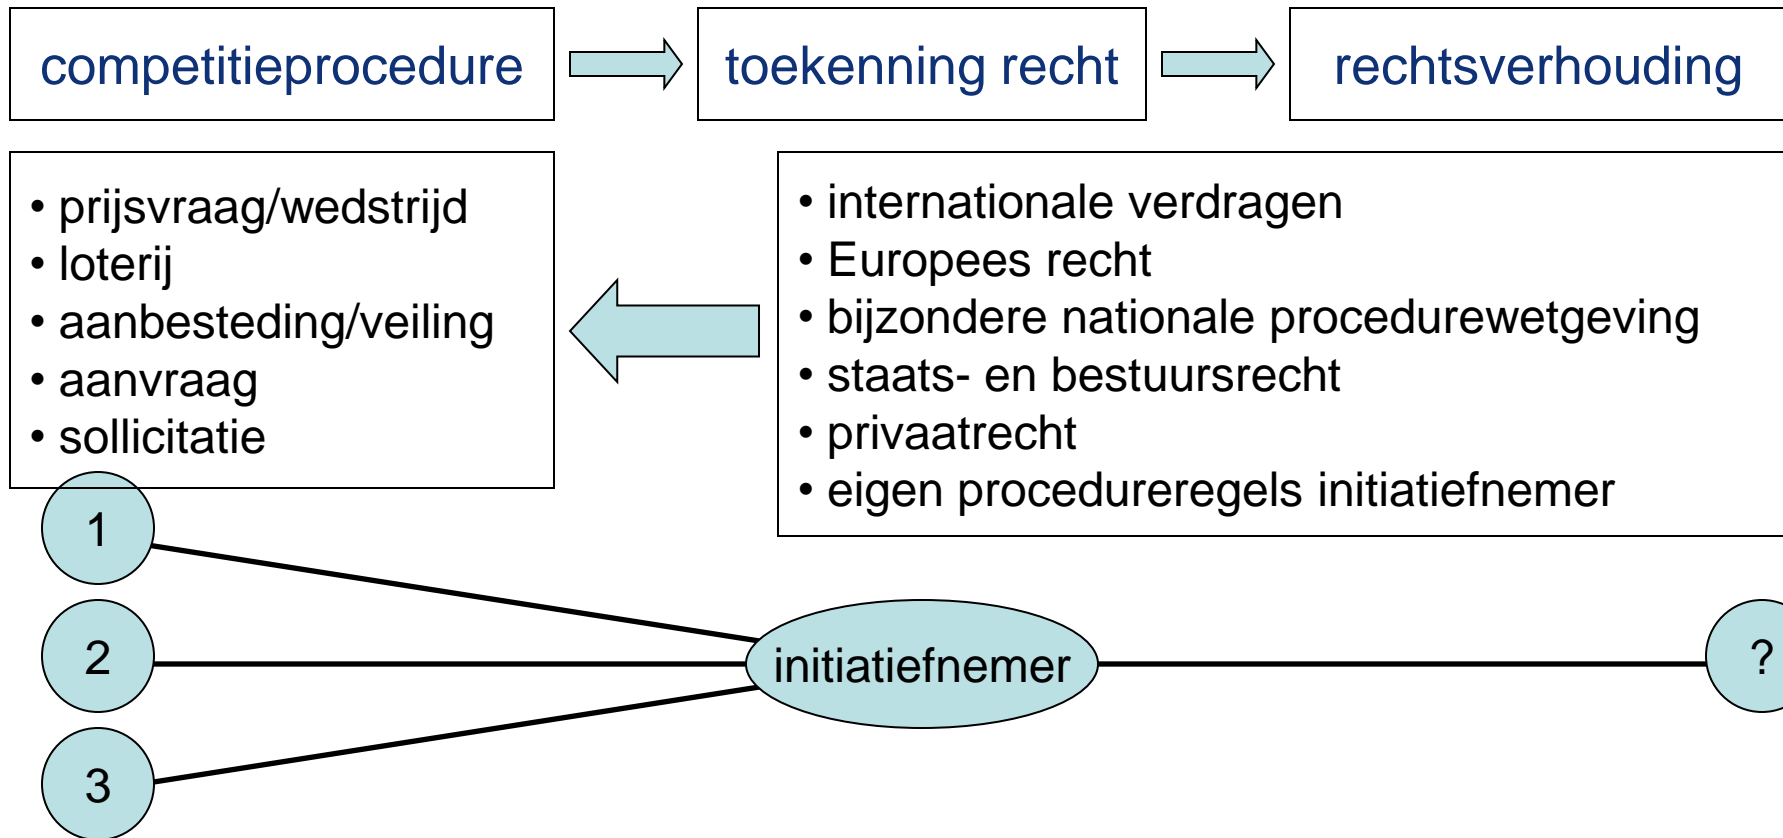 competitieprocedure
toekenning recht
rechtsverhouding
• prijsvraag/wedstrijd
• loterij
• aanbesteding/veiling
• aanvraag
• sollicitatie
• internationale verdragen
• Europees recht
• bijzondere nationale procedurewetgeving
• staats- en bestuursrecht
• privaatrecht
• eigen procedureregels initiatiefnemer
1
2
3
initiatiefnemer
?